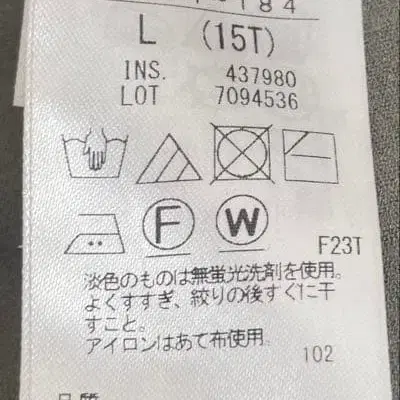 L (15T)
INS. 437980
LOT 7094536
F
W
F23T
淡色のものは無蛍光洗剤を使用。
よくすすぎ、絞りの後すぐに干
すこと。
アイロンはあて布使用。
102